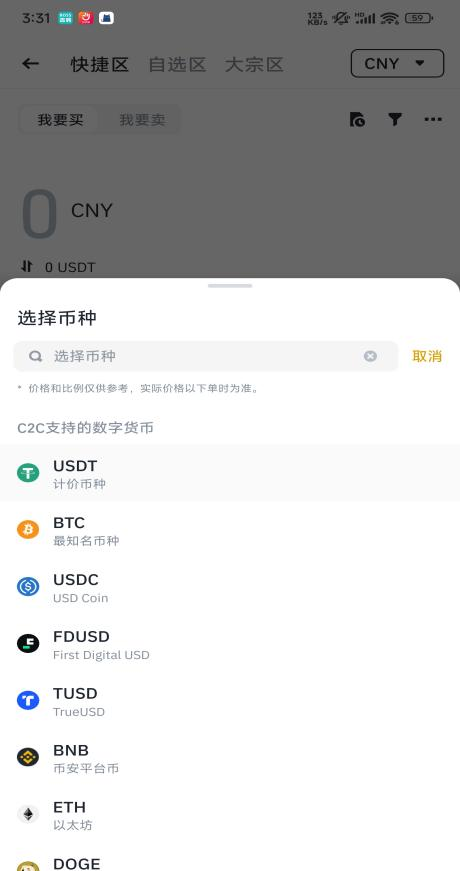 3:31
BOSS
直聘
123
KB/s
HD
59
快捷区 自选区 大宗区 CNY
我要买 我要卖
0 CNY
0 USDT
选择币种
选择币种 取消
* 价格和比例仅供参考，实际价格以下单时为准。
C2C支持的数字货币
USDT
计价币种
BTC
最知名币种
USDC
USD Coin
FDUSD
First Digital USD
TUSD
TrueUSD
BNB
币安平台币
ETH
以太坊
DOGE